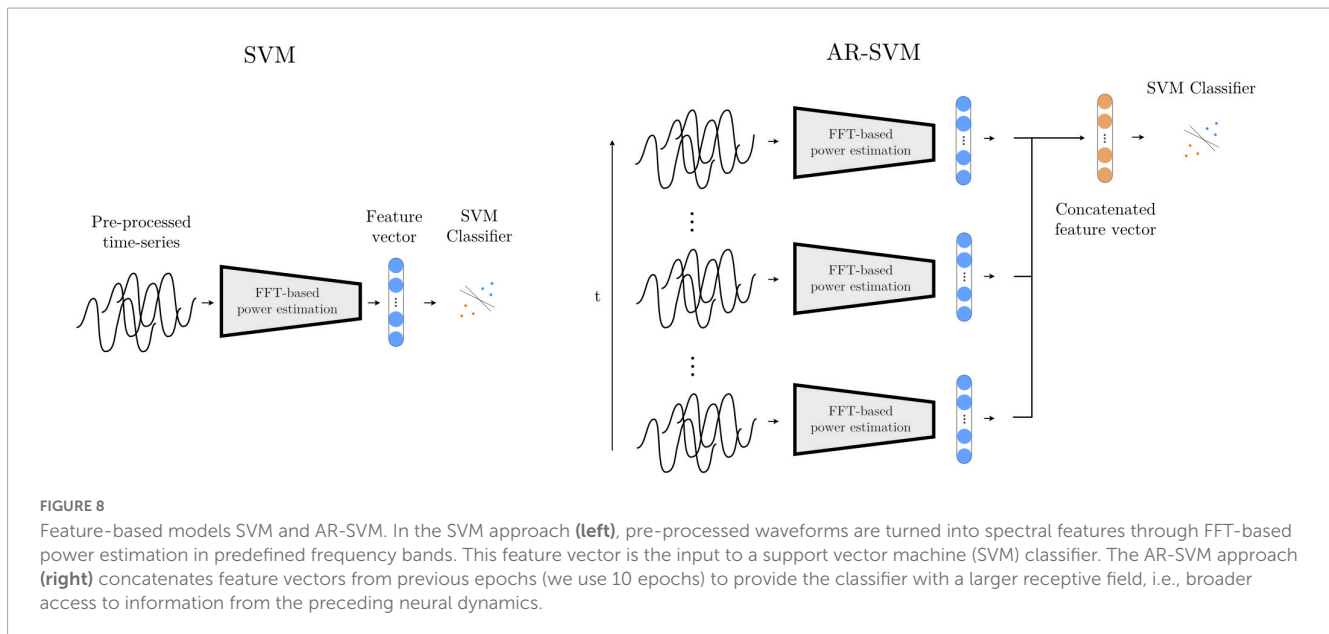 SVM
Pre-processed
time-series
FFT-based
power estimation
Feature
vector
SVM
Classifier
AR-SVM
t
FFT-based
power estimation
FFT-based
power estimation
FFT-based
power estimation
Concatenated
feature vector
SVM Classifier
FIGURE 8
Feature-based models SVM and AR-SVM. In the SVM approach (left), pre-processed waveforms are turned into spectral features through FFT-based
power estimation in predefined frequency bands. This feature vector is the input to a support vector machine (SVM) classifier. The AR-SVM approach
(right) concatenates feature vectors from previous epochs (we use 10 epochs) to provide the classifier with a larger receptive field, i.e., broader
access to information from the preceding neural dynamics.